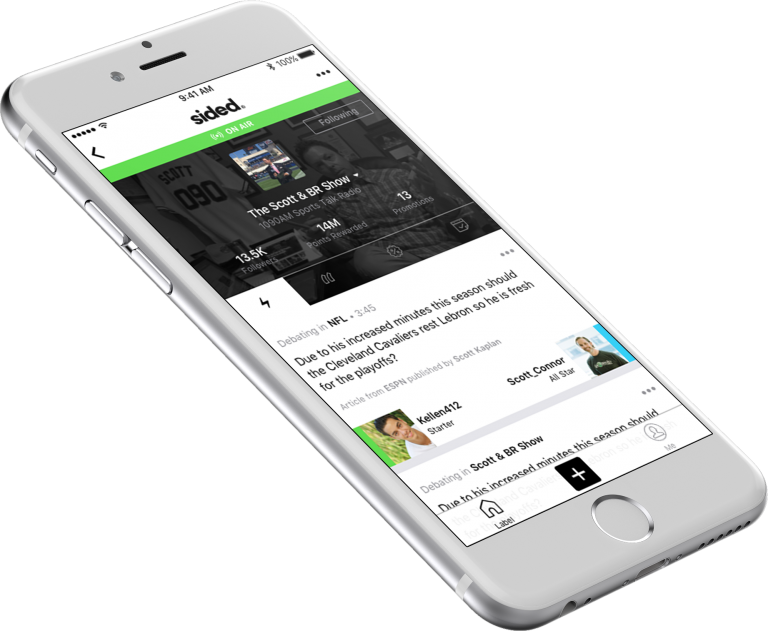 9:41 AM
100%
sided.
ON AIR
Following
SCOTT
090
The Scott & BR Show
1090AM Sports Talk Radio
13.5K
Followers
14M
Points Rewarded
13
Promotions
Debating in NFL • 3:45
Due to his increased minutes this season should
the Cleveland Cavaliers rest Lebron so he is fresh
for the playoffs?
Article from ESPN published by Scott Kaplan
Kellen412
Starter
Scott_Connor
All Star
Debating in Scott & BR Show
Due to his increased minutes this season should
Label
Me